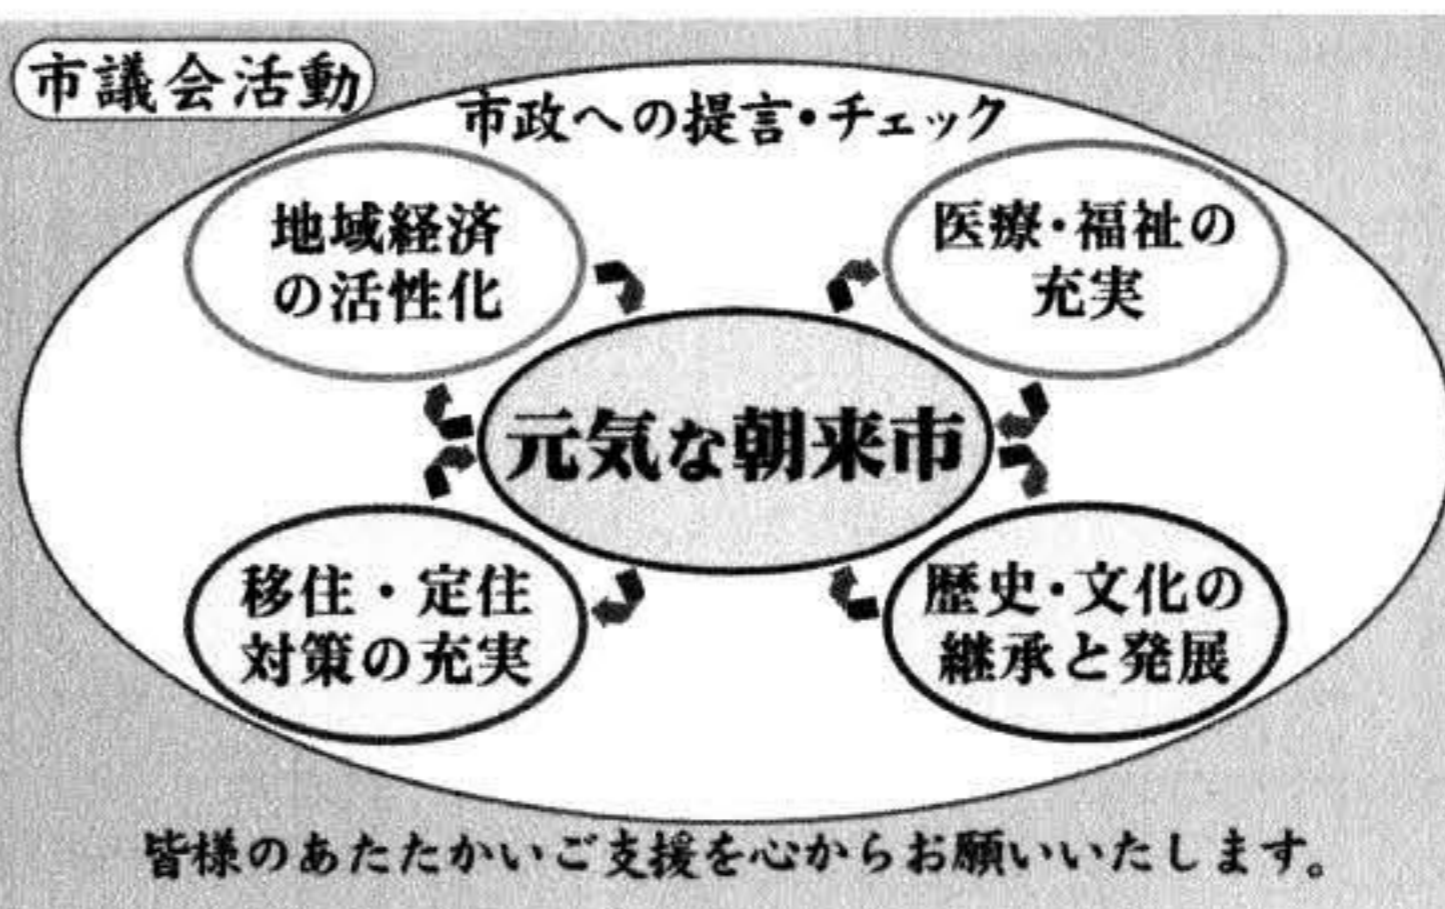 市議会活動
市政への提言・チェック
地域経済
の活性化
医療・福祉の
充実
元気な朝来市
移住・定住
対策の充実
歴史・文化の
継承と発展
皆様のあたたかいご支援を心からお願いいたします。